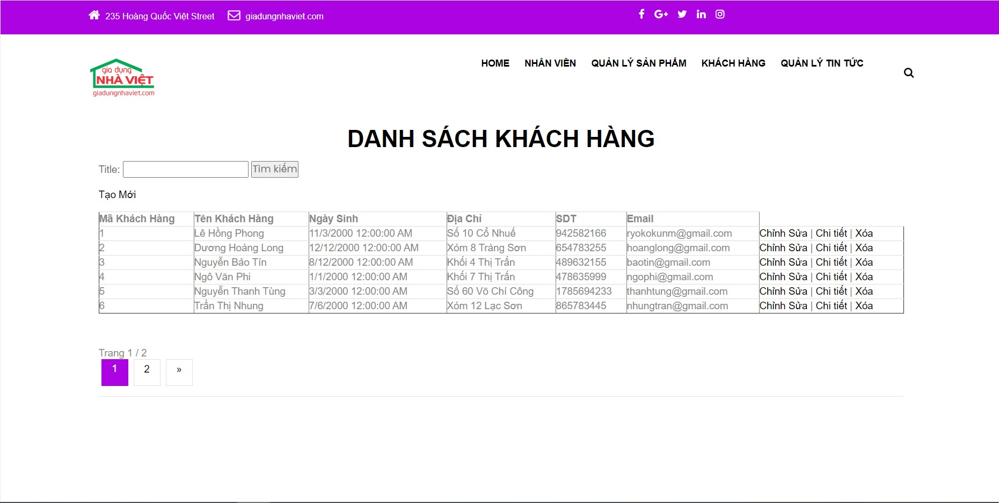 235 Hoàng Quốc Việt Street giadungnhaviet.com
gia dụng
NHÀ VIỆT
giadungnhaviet.com
HOME NHÂN VIÊN QUẢN LÝ SẢN PHẨM KHÁCH HÀNG QUẢN LÝ TIN TỨC
DANH SÁCH KHÁCH HÀNG
Title: Tìm kiếm
Tạo Mới
Mã Khách Hàng Tên Khách Hàng Ngày Sinh Địa Chỉ SDT Email
1 Lê Hồng Phong 11/3/2000 12:00:00 AM Số 10 Cổ Nhuế 942582166 ryokokunm@gmail.com Chỉnh Sửa | Chi tiết | Xóa
2 Dương Hoàng Long 12/12/2000 12:00:00 AM Xóm 8 Tràng Sơn 654783255 hoanglong@gmail.com Chỉnh Sửa | Chi tiết | Xóa
3 Nguyễn Bảo Tín 8/12/2000 12:00:00 AM Khối 4 Thị Trấn 489632155 baotin@gmail.com Chỉnh Sửa | Chi tiết | Xóa
4 Ngô Văn Phi 1/1/2000 12:00:00 AM Khối 7 Thị Trấn 478635999 ngophi@gmail.com Chỉnh Sửa | Chi tiết | Xóa
5 Nguyễn Thanh Tùng 3/3/2000 12:00:00 AM Số 60 Võ Chí Công 1785694233 thanhtung@gmail.com Chỉnh Sửa | Chi tiết | Xóa
6 Trần Thị Nhung 7/6/2000 12:00:00 AM Xóm 12 Lạc Sơn 865783445 nhungtran@gmail.com Chỉnh Sửa | Chi tiết | Xóa
Trang 1 / 2
1 2 »